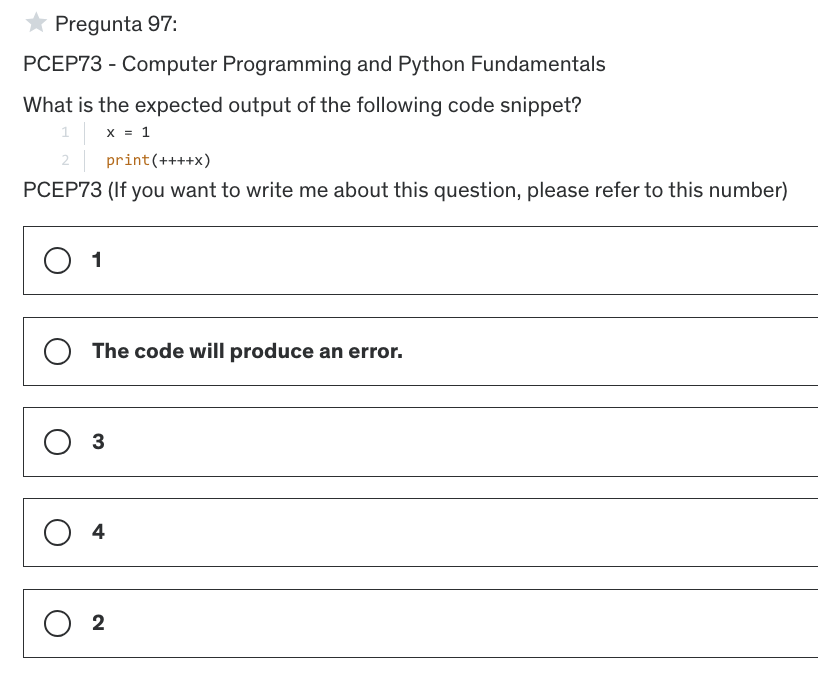 Pregunta 97:
PCEP73 - Computer Programming and Python Fundamentals
What is the expected output of the following code snippet?
1 x = 1
2 print(++++x)
PCEP73 (If you want to write me about this question, please refer to this number)
1
The code will produce an error.
3
4
2